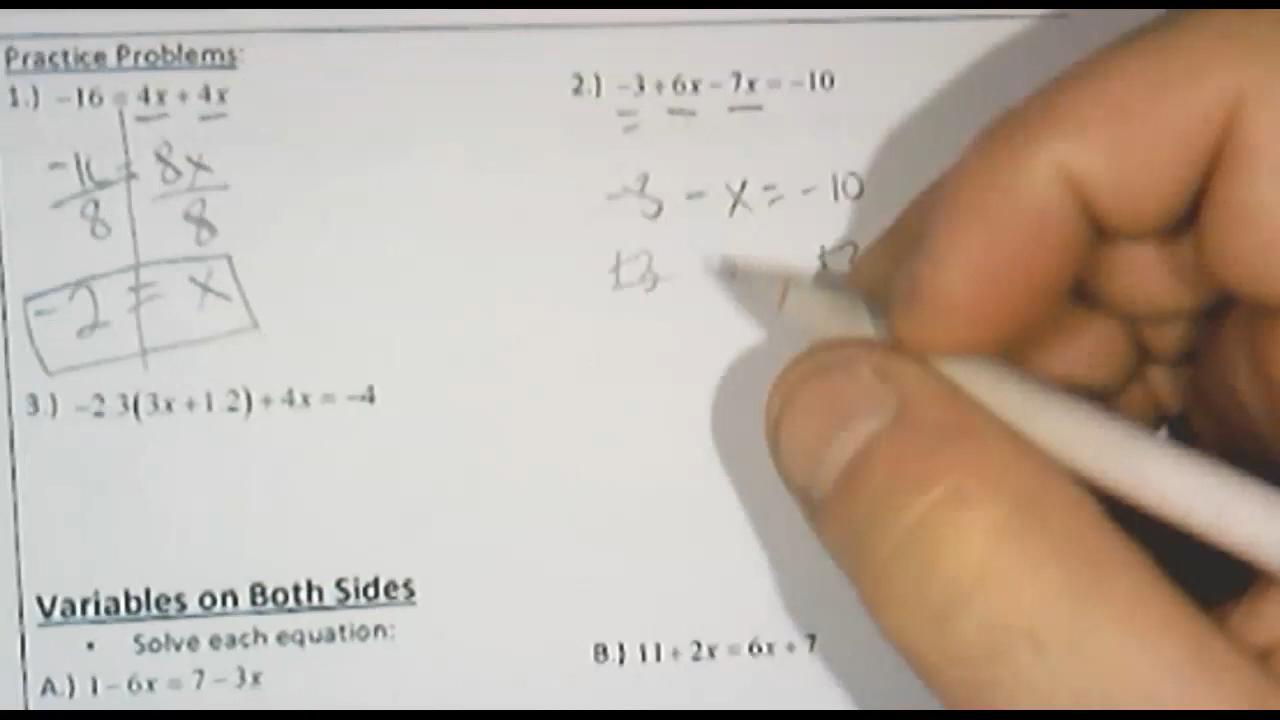 Practice Problems:
1.) -16 = 4x + 4x
-16 = 8x
8 8
-2 = x
2.) -3 + 6x - 7x = -10
-3 - x = -10
+3 +3
3.) -2.3(3x + 1.2) + 4x = -4
Variables on Both Sides
• Solve each equation:
A.) 1 - 6x = 7 - 3x
B.) 11 + 2x = 6x + 7